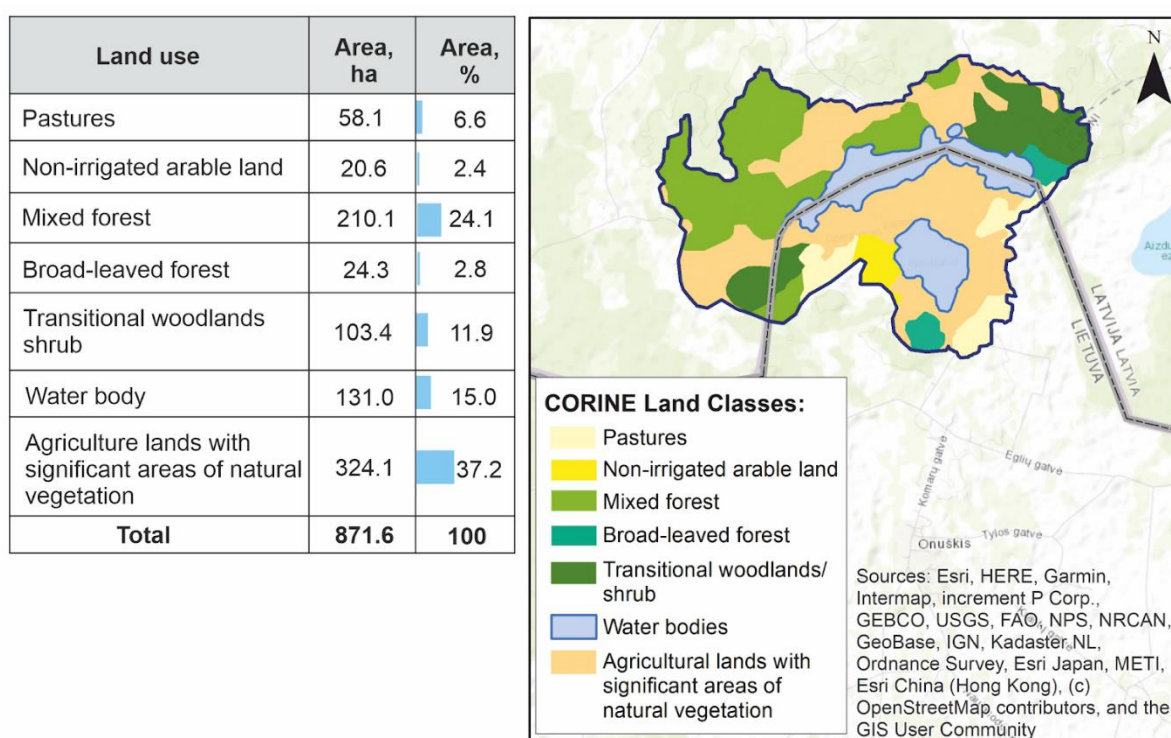 Land use
Area,
ha
Area,
%
Pastures
58.1
6.6
Non-irrigated arable land
20.6
2.4
Mixed forest
210.1
24.1
Broad-leaved forest
24.3
2.8
Transitional woodlands
shrub
103.4
11.9
Water body
131.0
15.0
Agriculture lands with
significant areas of natural
vegetation
324.1
37.2
Total
871.6
100
N
Aizdu
ez
LATVIJA
LATVIA
LIETUVA
Komarų gatvė
Eglių gatvė
Onuškis
Tylos gatvė
CORINE Land Classes:
Pastures
Non-irrigated arable land
Mixed forest
Broad-leaved forest
Transitional woodlands/
shrub
Water bodies
Agricultural lands with
significant areas of
natural vegetation
Sources: Esri, HERE, Garmin,
Intermap, increment P Corp.,
GEBCO, USGS, FAO, NPS, NRCAN,
GeoBase, IGN, Kadaster NL,
Ordnance Survey, Esri Japan, METI,
Esri China (Hong Kong), (c)
OpenStreetMap contributors, and the
GIS User Community